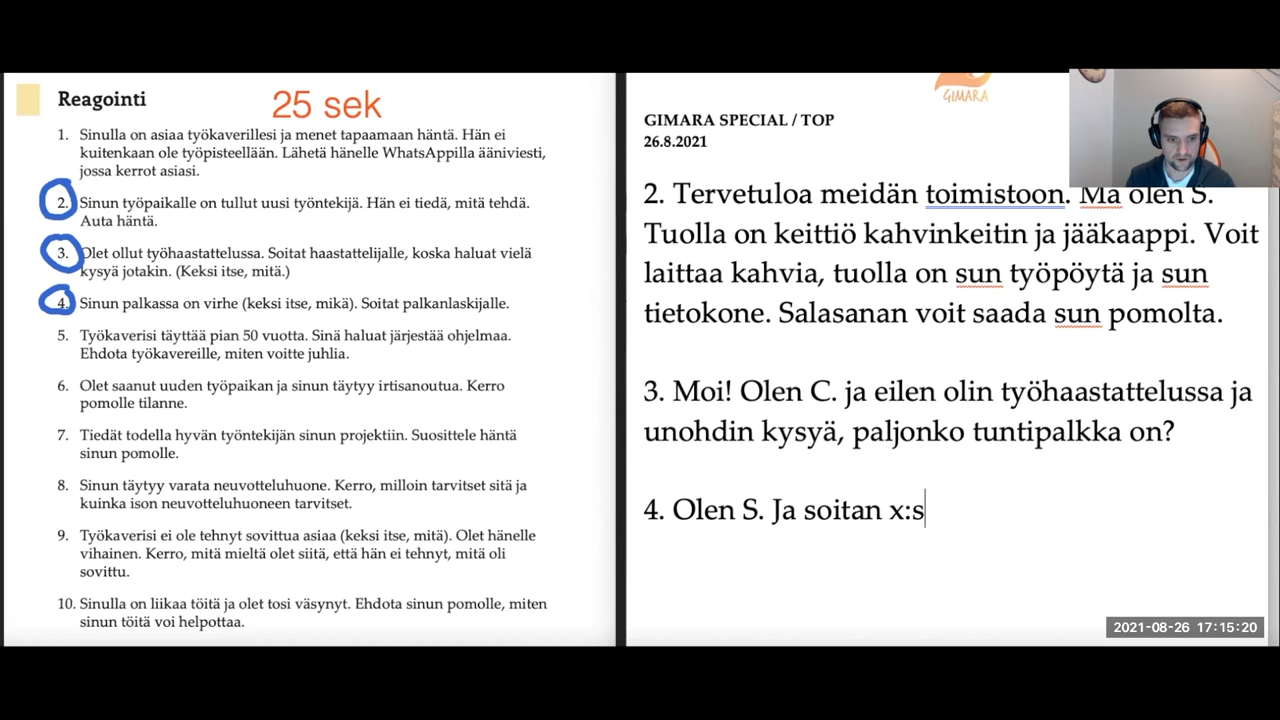 Reagointi
25 sek
1. Sinulla on asiaa työkaverillesi ja menet tapaamaan häntä. Hän ei
kuitenkaan ole työpisteellään. Lähetä hänelle WhatsAppilla ääniviesti,
jossa kerrot asiasi.
2. Sinun työpaikalle on tullut uusi työntekijä. Hän ei tiedä, mitä tehdä.
Auta häntä.
3. Olet ollut työhaastattelussa. Soitat haastattelijalle, koska haluat vielä
kysyä jotakin. (Keksi itse, mitä.)
4. Sinun palkassa on virhe (keksi itse, mikä). Soitat palkanlaskijalle.
5. Työkaverisi täyttää pian 50 vuotta. Sinä haluat järjestää ohjelmaa.
Ehdota työkavereille, miten voitte juhlia.
6. Olet saanut uuden työpaikan ja sinun täytyy irtisanoutua. Kerro
pomolle tilanne.
7. Tiedät todella hyvän työntekijän sinun projektiin. Suosittele häntä
sinun pomolle.
8. Sinun täytyy varata neuvotteluhuone. Kerro, milloin tarvitset sitä ja
kuinka ison neuvotteluhuoneen tarvitset.
9. Työkaverisi ei ole tehnyt sovittua asiaa (keksi itse, mitä). Olet hänelle
vihainen. Kerro, mitä mieltä olet siitä, että hän ei tehnyt, mitä oli
sovittu.
10. Sinulla on liikaa töitä ja olet tosi väsynyt. Ehdota sinun pomolle, miten
sinun töitä voi helpottaa.
GIMARA
GIMARA SPECIAL / TOP
26.8.2021
2. Tervetuloa meidän toimistoon. Mä olen S.
Tuolla on keittiö kahvinkeitin ja jääkaappi. Voit
laittaa kahvia, tuolla on sun työpöytä ja sun
tietokone. Salasanan voit saada sun pomolta.
3. Moi! Olen C. ja eilen olin työhaastattelussa ja
unohdin kysyä, paljonko tuntipalkka on?
4. Olen S. Ja soitan x:s
2021-08-26 17:15:20